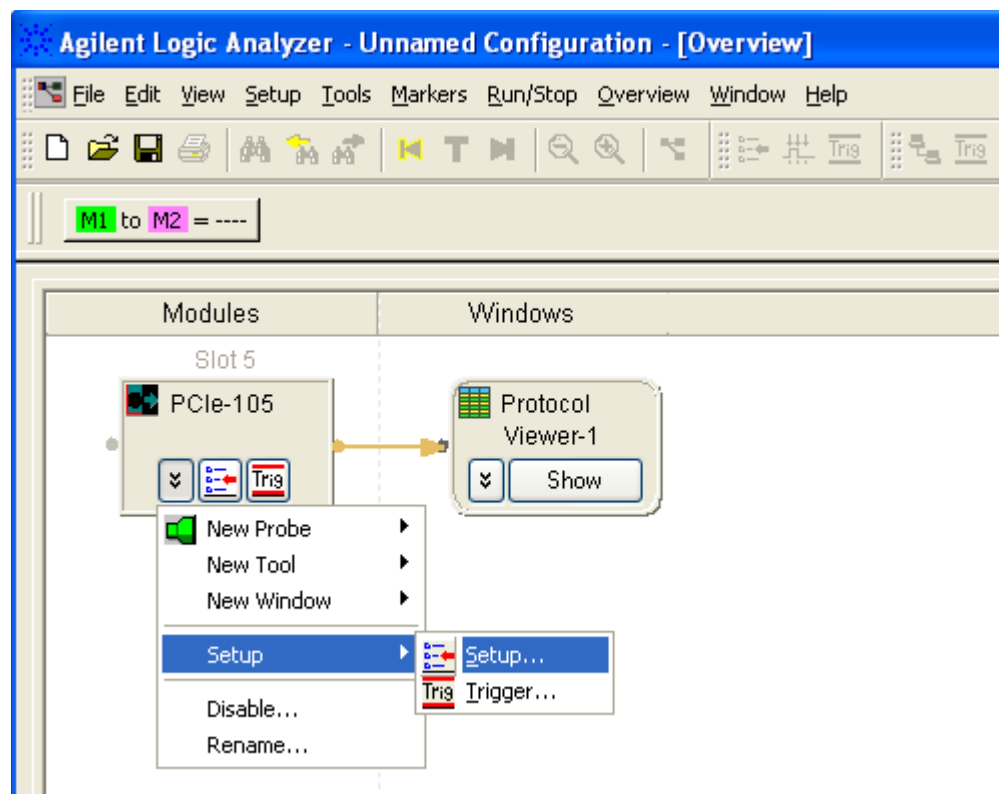 Agilent Logic Analyzer - Unnamed Configuration - [Overview]
File Edit View Setup Tools Markers Run/Stop Overview Window Help
T Trig Trig
M1 to M2 = ----
Modules Windows
Slot 5
PCIe-105
Protocol
Viewer-1
Trig
Show
New Probe
New Tool
New Window
Setup
Setup...
Trig Trigger...
Disable...
Rename...